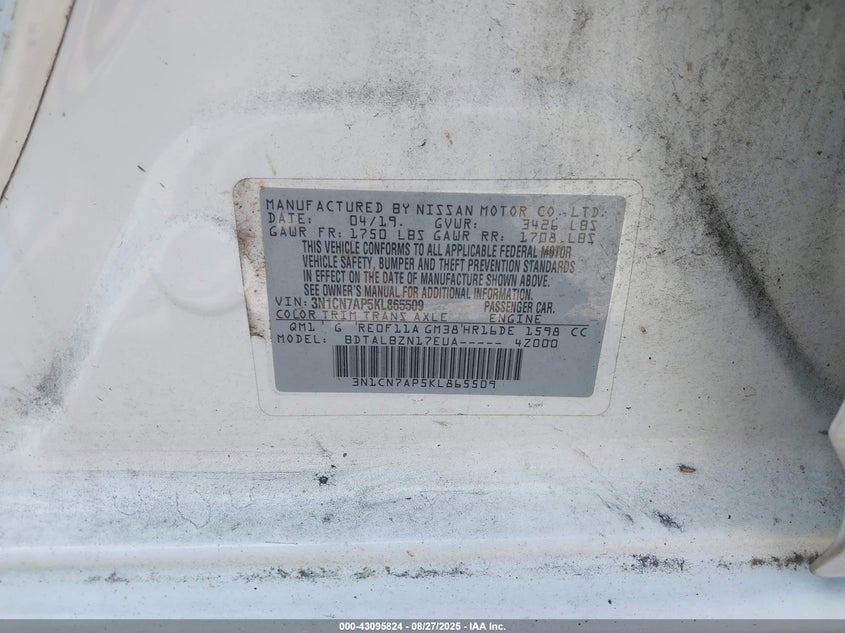 MANUFACTURED BY NISSAN MOTOR CO.,LTD.
DATE: 04/19. GVWR: 3426 LBS
GAWR FR: 1750 LBS GAWR RR: 1708.LBS
THIS VEHICLE CONFORMS TO ALL APPLICABLE FEDERAL MOTOR
VEHICLE SAFETY, BUMPER AND THEFT PREVENTION STANDARDS
IN EFFECT ON THE DATE OF MANUFACTURE SHOWN ABOVE.
SEE OWNER'S MANUAL FOR ADDITIONAL INFORMATION.
VIN: 3N1CN7AP5KL865509 PASSENGER CAR.
COLOR TRIM TRANS AXLE ENGINE
QM1 G RE0F11A GM38 HR16DE 1598 CC
MODEL: BDTALBZN17EUA----- 4Z000
3N1CN7AP5KL865509
000-43095824 - 08/27/2025 - IAA Inc.